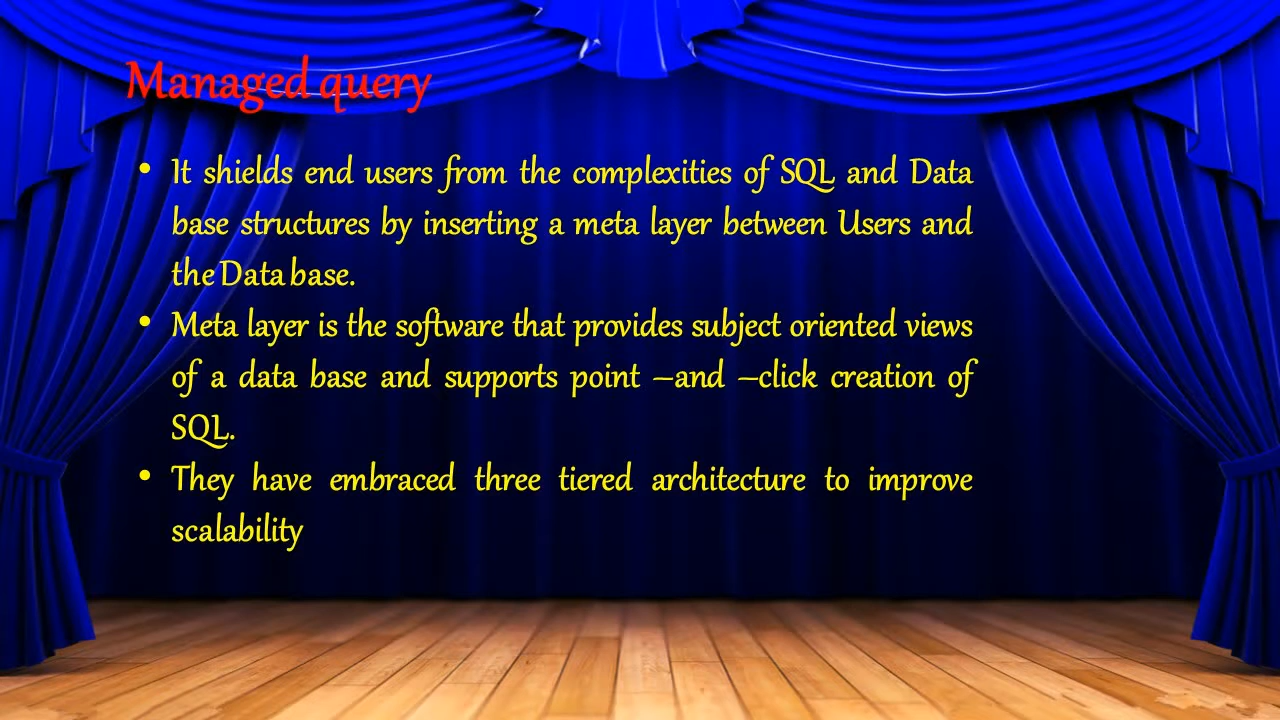 Managed query
• It shields end users from the complexities of SQL and Data
base structures by inserting a meta layer between Users and
the Data base.
• Meta layer is the software that provides subject oriented views
of a data base and supports point –and –click creation of
SQL.
• They have embraced three tiered architecture to improve
scalability